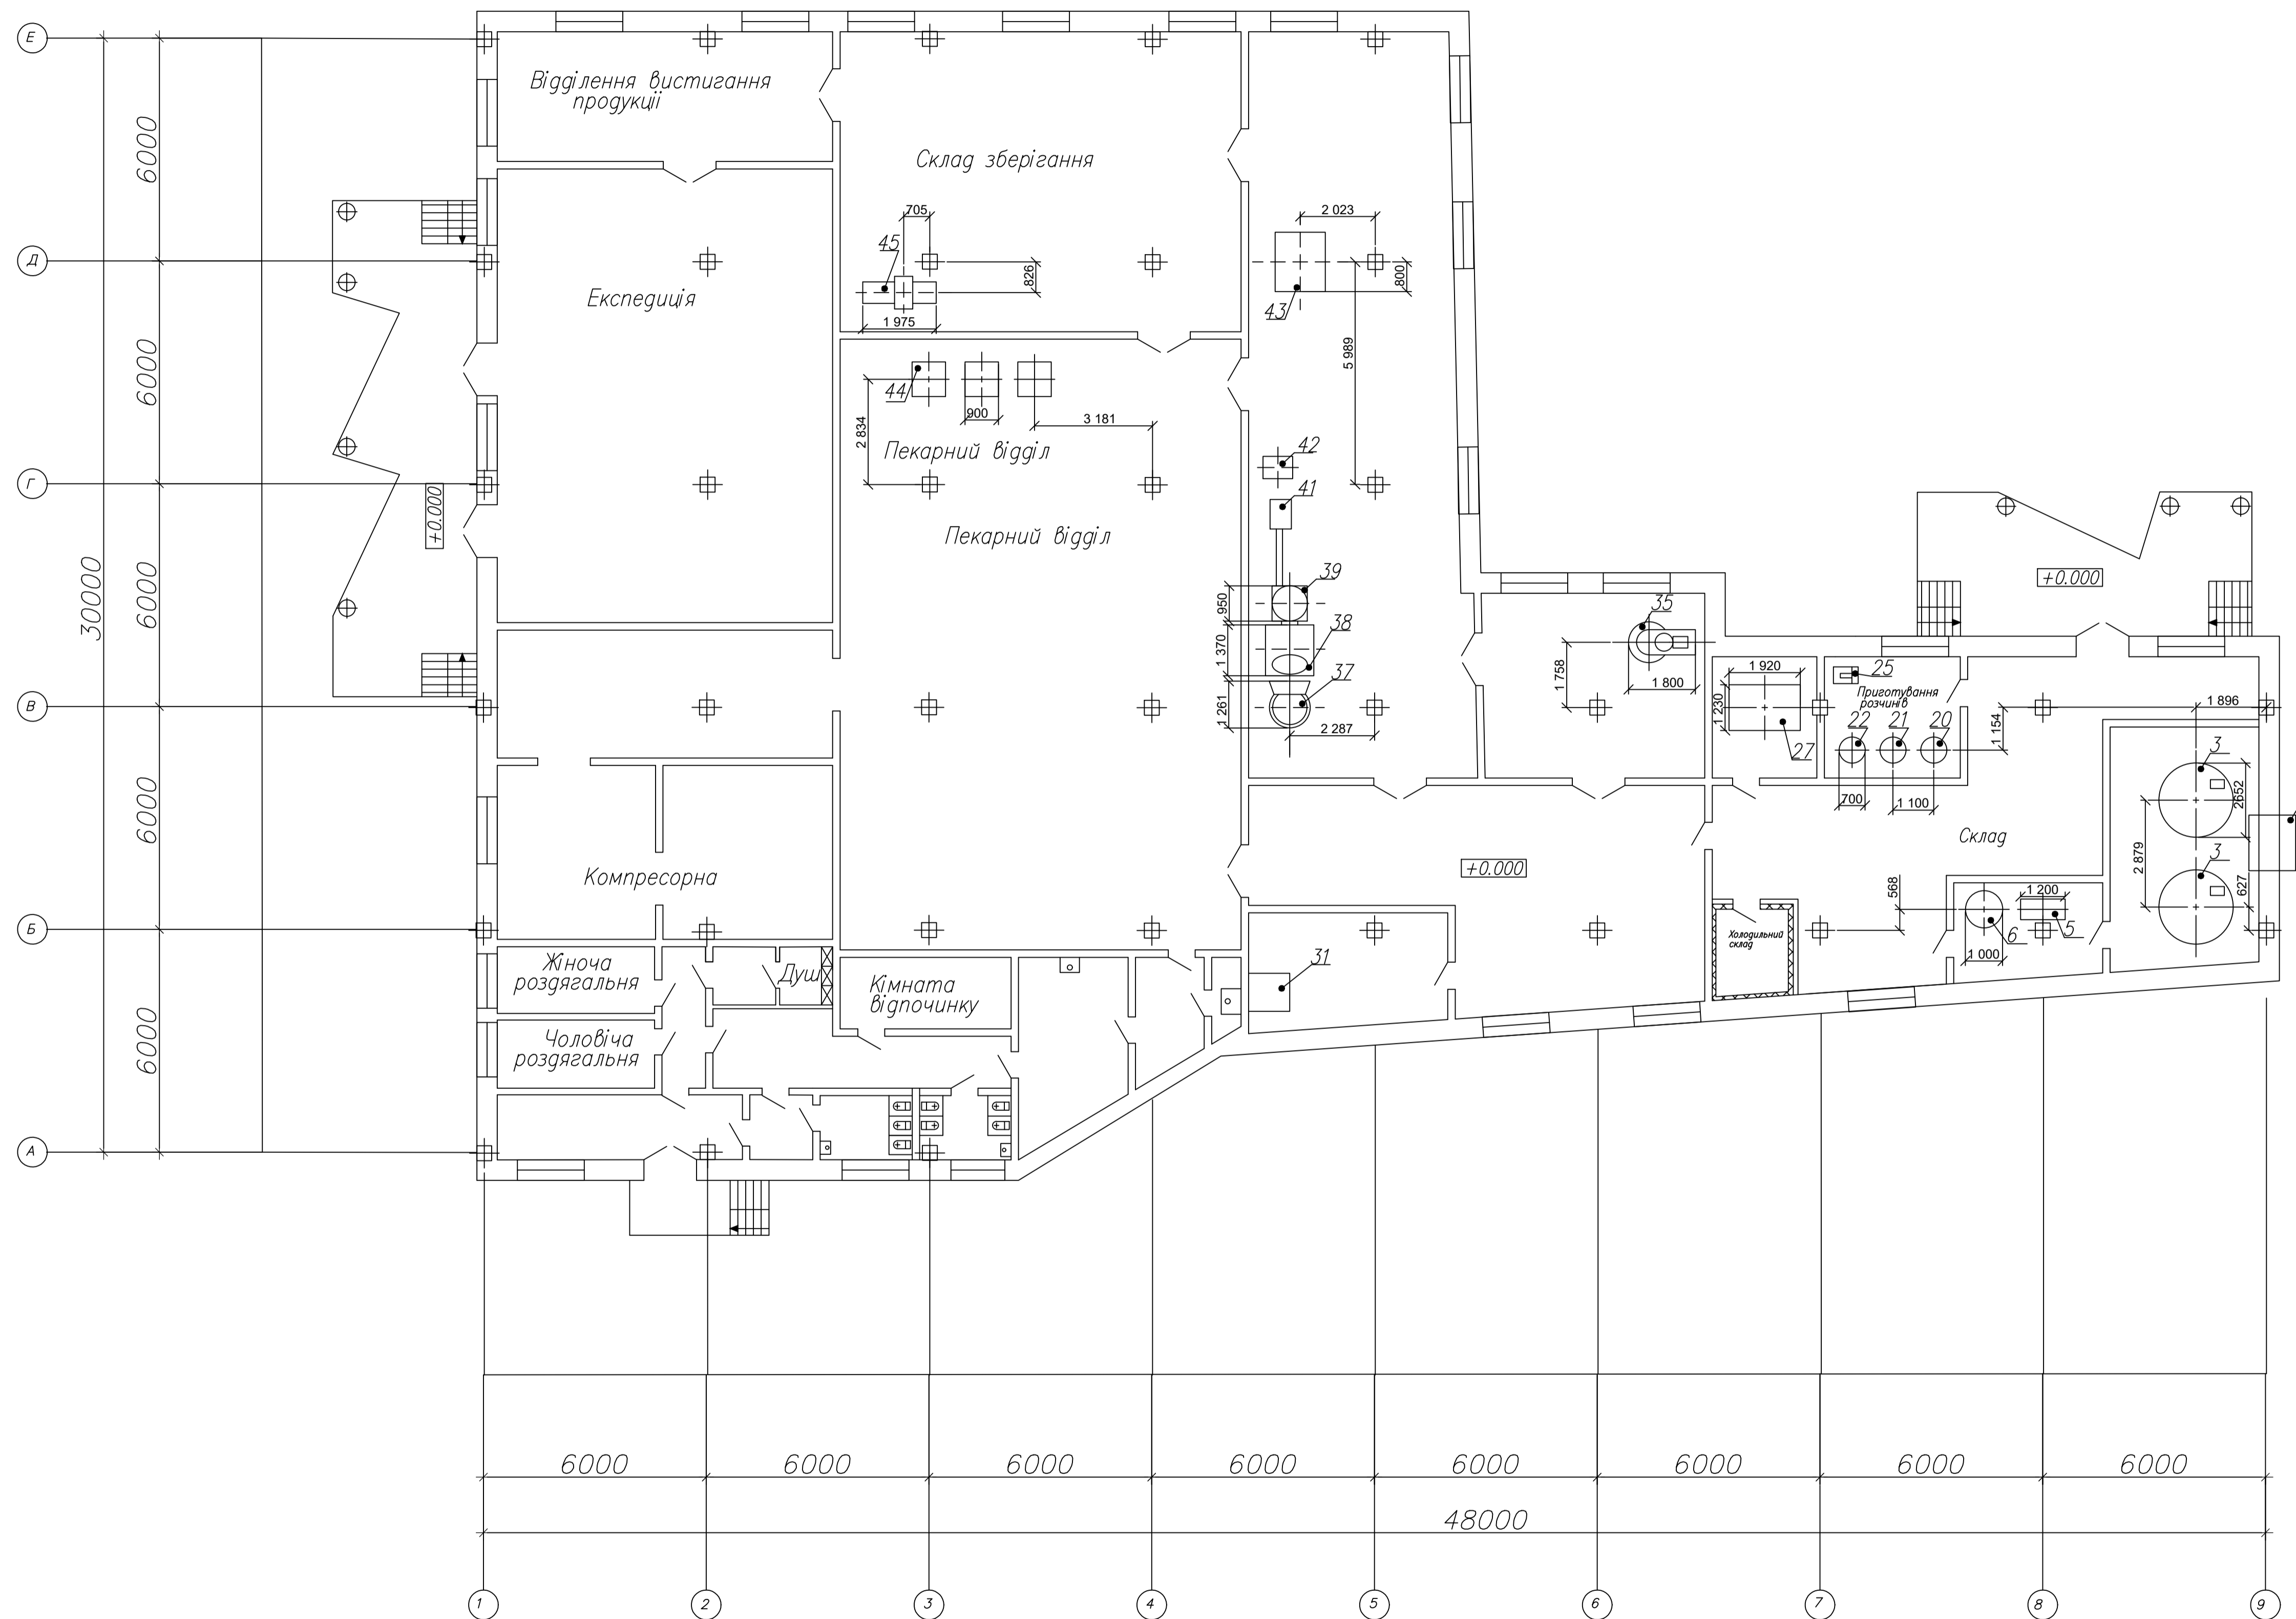 Е
Відділення вистигання
продукції
6000
Склад зберігання
705
2 023
45
826
800
Д
Експедиція
1 975
43
5 989
6000
44
900
3 181
2 834
Пекарний відділ
42
Г
+0.000
41
Пекарний відділ
30000
6000
39
950
35
+0.000
38
1 370
1 758
1 920
25
37
1 800
Приготування
розчинів
1 896
В
1 261
1 230
22
21
20
1 154
2 287
27
3
2652
700
1 100
6000
Склад
2 879
3
Компресорна
+0.000
568
1 200
627
Б
6
5
Холодильний
склад
1 000
31
Жіноча
роздягальня
Душ
Кімната
відпочинку
6000
Чоловіча
роздягальня
А
6000
6000
6000
6000
6000
6000
6000
6000
48000
1
2
3
4
5
6
7
8
9